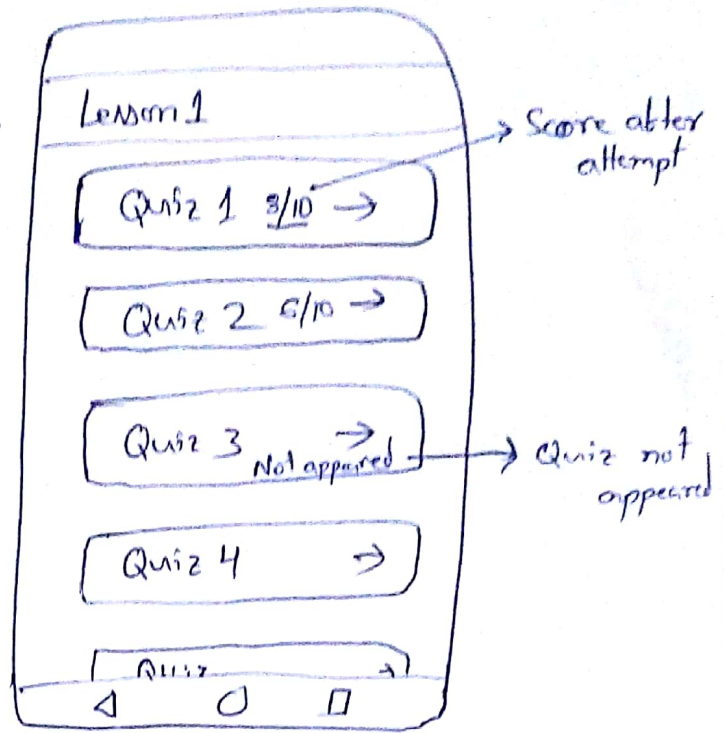 Lesson 1
Score after
attempt
Quiz 1 3/10 →
Quiz 2 6/10 →
Quiz 3 →
Not appeared
Quiz not
appeared
Quiz 4 →
Quiz →